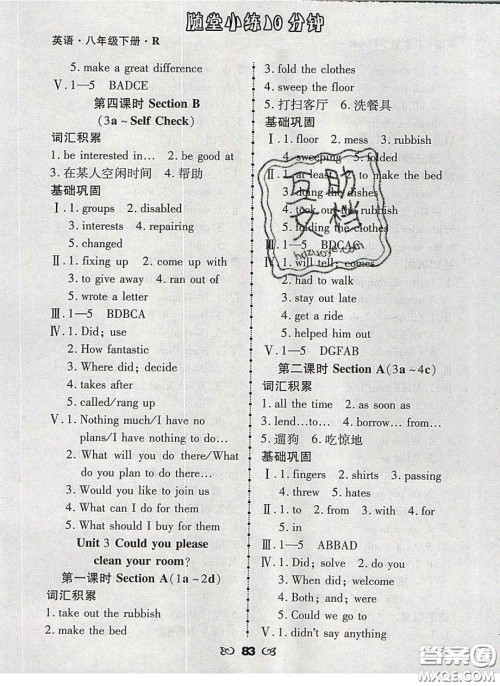 随堂小练10分钟
英语·八年级下册·R
5. make a great difference
Ⅴ. 1—5 BADCE
第四课时 Section B
(3a～Self Check)
词汇积累
1. be interested in… 2. be good at
3. 在某人空闲时间 4. 帮助
基础巩固
Ⅰ. 1. groups 2. disabled
3. interests 4. repairing
5. changed
Ⅱ. 1. fixing up 2. come up with
3. to give away 4. ran out of
5. wrote a letter
Ⅲ. 1—5 BDBCA
Ⅳ. 1. Did; use
2. How fantastic
3. Where did; decide
4. takes after
5. called/rang up
Ⅴ. 1. Nothing much/I have no
plans/I have nothing to do…
2. What will you do there/What
do you plan to do there…
3. Would you like to join us
4. What can I do for them
5. What should I buy for them
Unit 3 Could you please
clean your room?
第一课时 Section A(1a～2d)
词汇积累
1. take out the rubbish
2. make the bed
3. fold the clothes
4. sweep the floor
5. 打扫客厅 6. 洗餐具
基础巩固
Ⅰ. 1. floor 2. mess 3. rubbish
4. sweeping 5. folded
Ⅱ. 1. at least 2. to make the bed
3. doing the dishes
4. took out the rubbish
5. folding the clothes
Ⅲ. 1—5 BDCAG
Ⅳ. 1. will tell; comes
2. had to walk
3. stay out late
4. get a ride
5. helped him out
Ⅴ. 1—5 DGFAB
第二课时 Section A(3a～4c)
词汇积累
1. all the time 2. as soon as
3. lend…to… 4. borrow…from…
5. 遛狗 6. 吃惊地
基础巩固
Ⅰ. 1. fingers 2. shirts 3. passing
4. threw 5. hates
Ⅱ. 1. to 2. down 3. with 4. for
5. in
Ⅲ. 1—5 ABBAD
Ⅳ. 1. Did; solve 2. do you
3. When did; welcome
4. Both; and
5. Could we go to
Ⅴ. 1. didn't say anything
83
百助文档
hdzuoye.com
答案圈
MXQE.COM